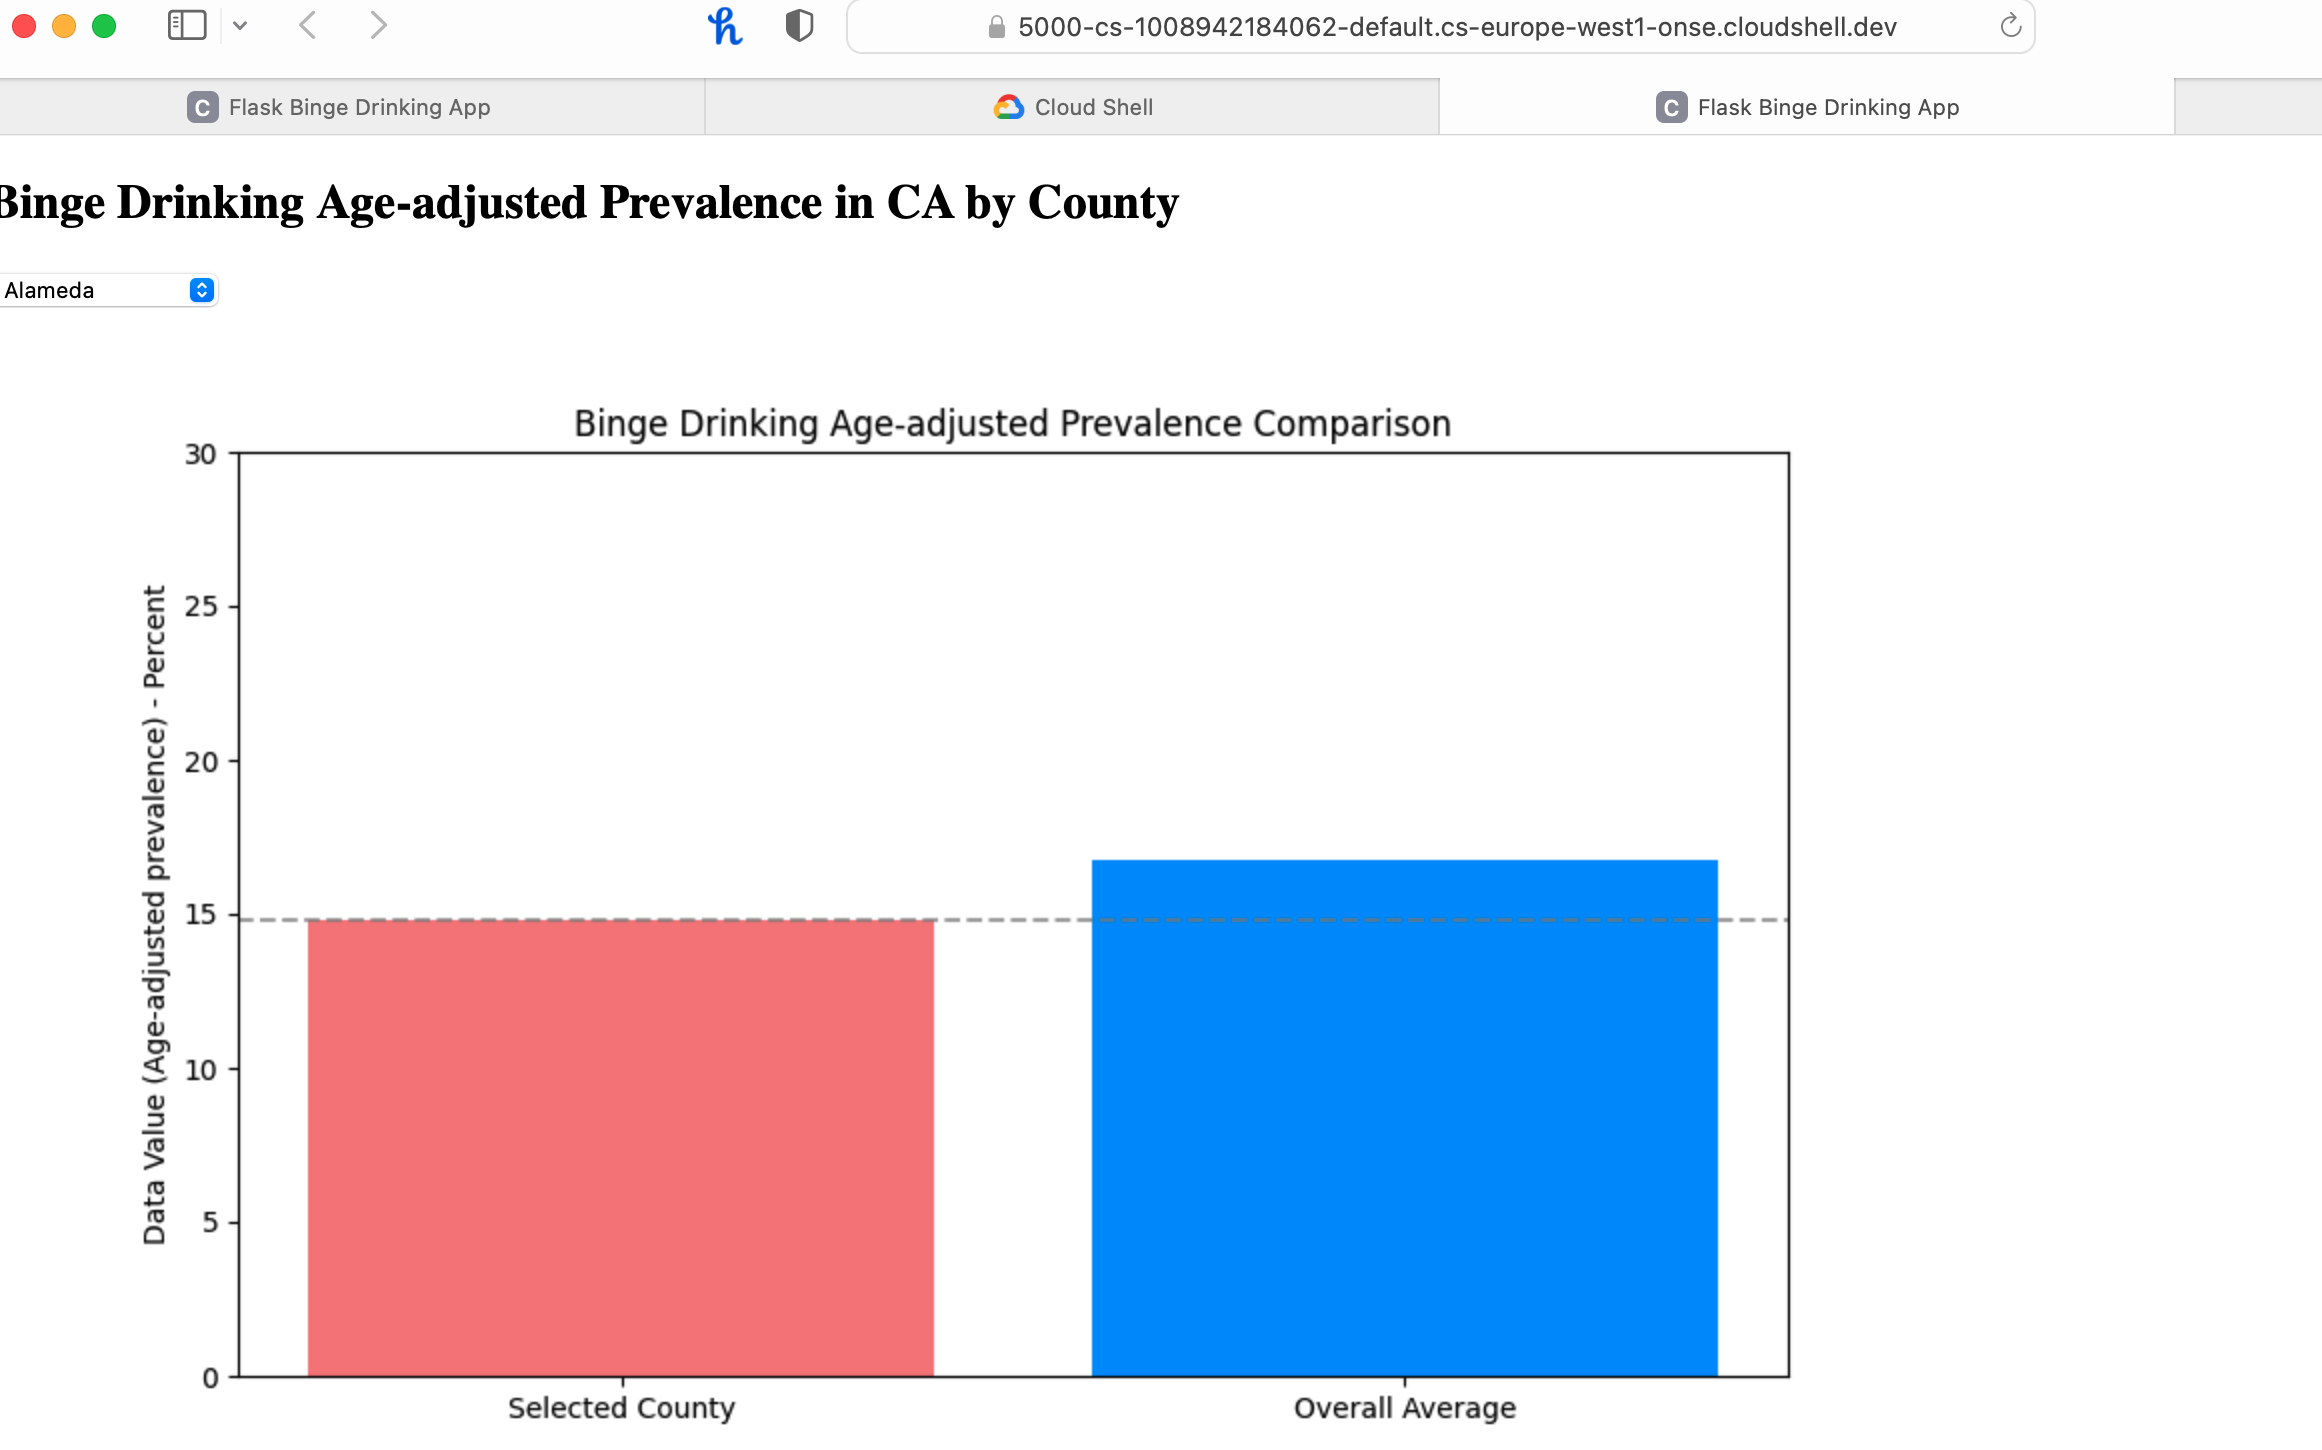 5000-cs-1008942184062-default.cs-europe-west1-onse.cloudshell.dev
Flask Binge Drinking App
Cloud Shell
Flask Binge Drinking App
Binge Drinking Age-adjusted Prevalence in CA by County
Alameda
Binge Drinking Age-adjusted Prevalence Comparison
Data Value (Age-adjusted prevalence) - Percent
30
25
20
15
10
5
0
Selected County
Overall Average